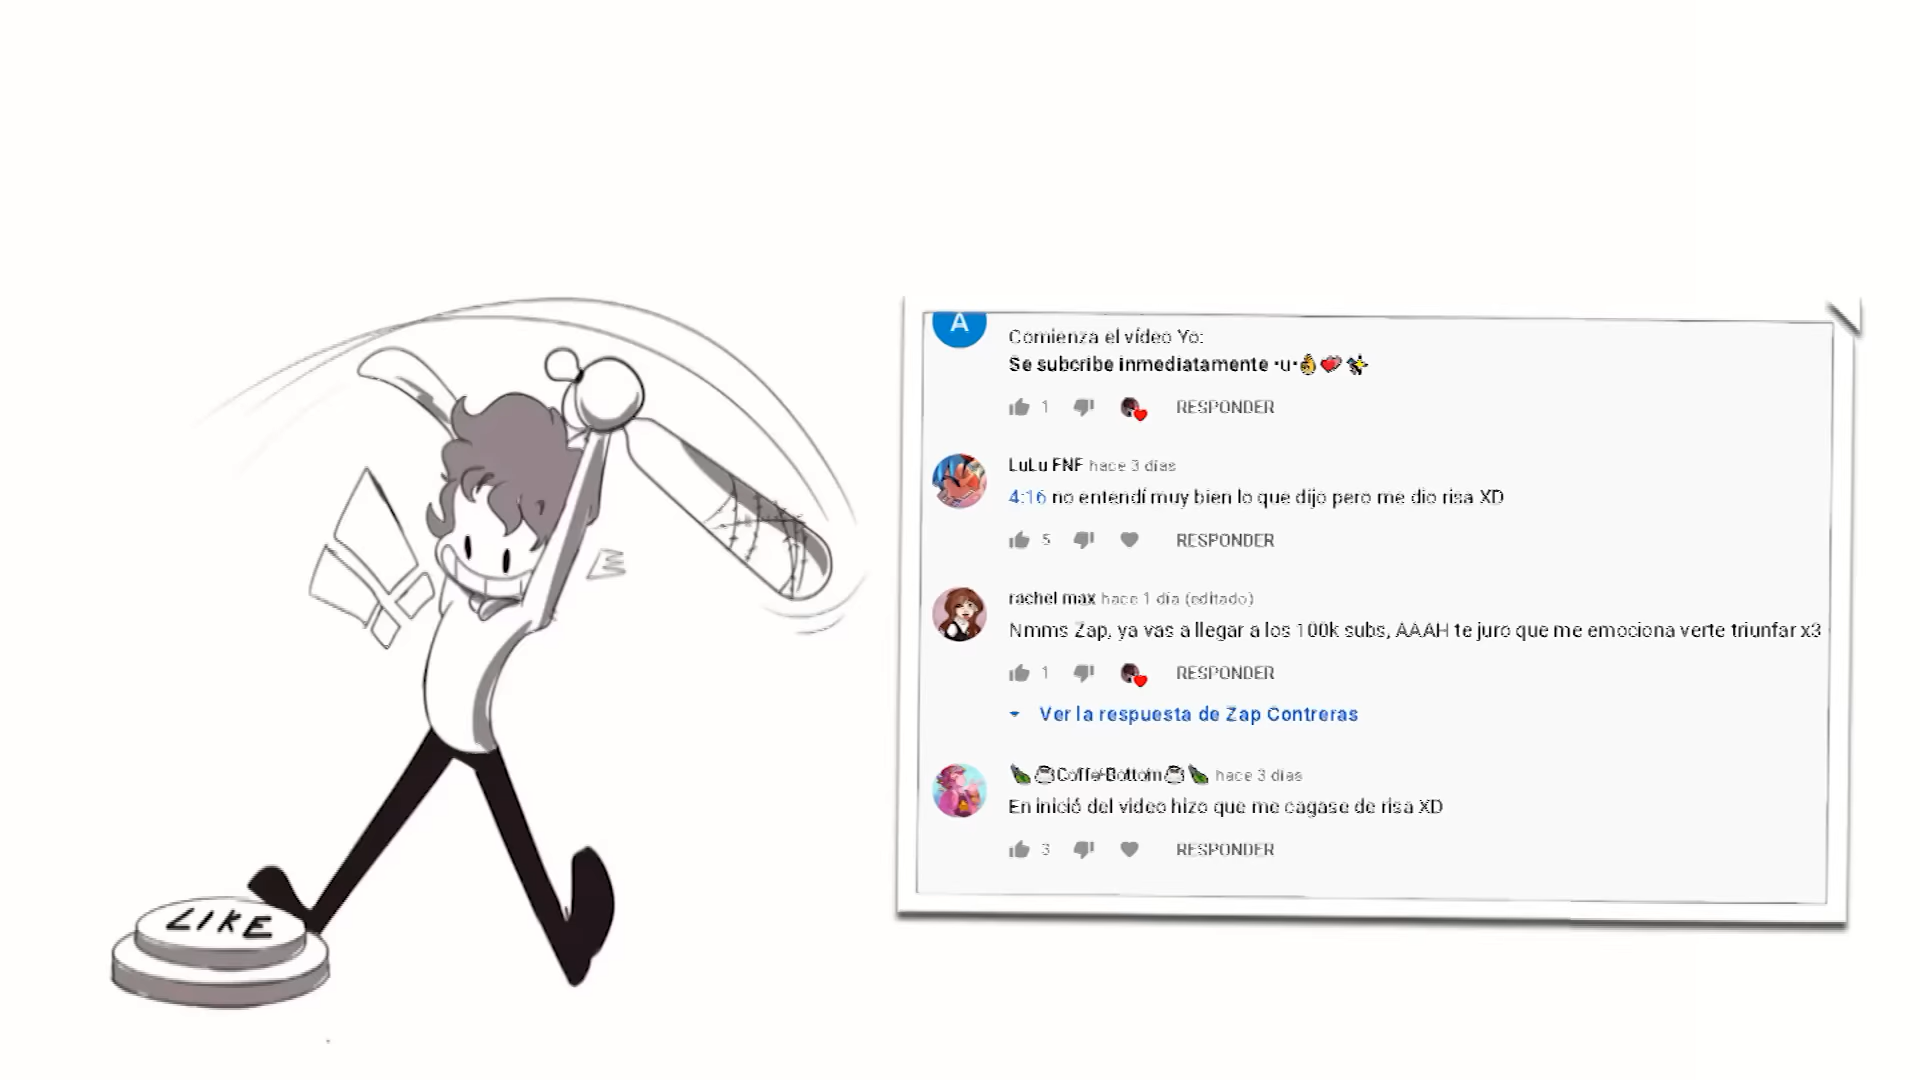 LIKE
A
Comienza el vídeo Yo:
Se subcribe inmediatamente •u•👌💕✨
1 RESPONDER
LuLu FNF hace 3 días
4:16 no entendí muy bien lo que dijo pero me dio risa XD
5 RESPONDER
rachel max hace 1 día (editado)
Nmms Zap, ya vas a llegar a los 100k subs, AAAH te juro que me emociona verte triunfar x3
1 RESPONDER
Ver la respuesta de Zap Contreras
🍾☕Coffe-Bottom☕🍾 hace 3 días
En inició del video hizo que me cagase de risa XD
3 RESPONDER